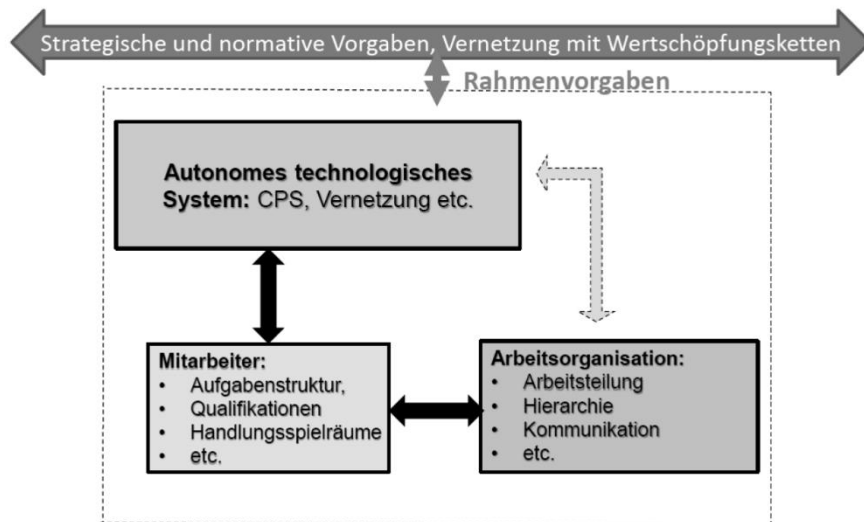 Strategische und normative Vorgaben, Vernetzung mit Wertschöpfungsketten
Rahmenvorgaben
Autonomes technologisches
System: CPS, Vernetzung etc.
Mitarbeiter:
• Aufgabenstruktur,
• Qualifikationen
• Handlungsspielräume
• etc.
Arbeitsorganisation:
• Arbeitsteilung
• Hierarchie
• Kommunikation
• etc.